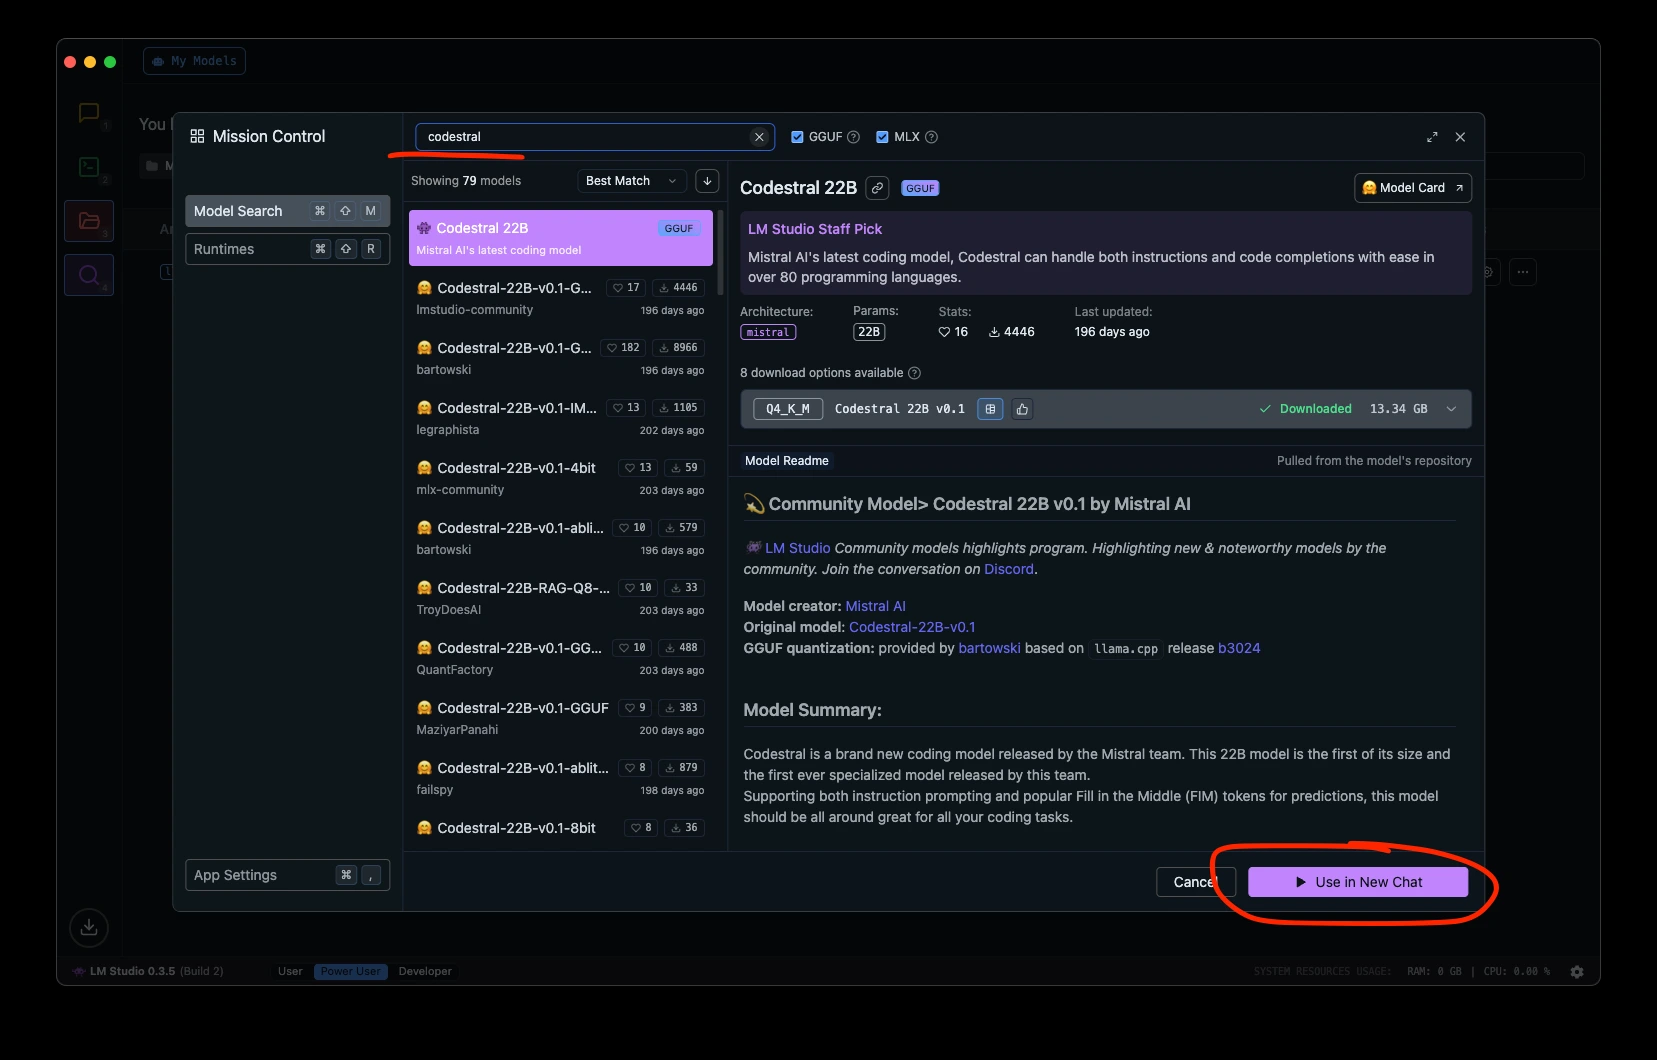 My Models
1
2
3
4
You
M
Mission Control
codestral
GGUF
MLX
Model Search ⌘ ⇧ M
Runtimes ⌘ ⇧ R
App Settings ⌘ ,
Showing 79 models
Best Match
Codestral 22B GGUF
Mistral AI's latest coding model
Codestral-22B-v0.1-G... 17 4446
lmstudio-community 196 days ago
Codestral-22B-v0.1-G... 182 8966
bartowski 196 days ago
Codestral-22B-v0.1-IM... 13 1105
legraphista 202 days ago
Codestral-22B-v0.1-4bit 13 59
mlx-community 203 days ago
Codestral-22B-v0.1-abli... 10 579
bartowski 196 days ago
Codestral-22B-RAG-Q8-... 10 33
TroyDoesAI 203 days ago
Codestral-22B-v0.1-GG... 10 488
QuantFactory 203 days ago
Codestral-22B-v0.1-GGUF 9 383
MaziyarPanahi 200 days ago
Codestral-22B-v0.1-ablit... 8 879
failspy 198 days ago
Codestral-22B-v0.1-8bit 8 36
Codestral 22B GGUF
Model Card
LM Studio Staff Pick
Mistral AI's latest coding model, Codestral can handle both instructions and code completions with ease in
over 80 programming languages.
Architecture: Params: Stats: Last updated:
mistral 22B 16 4446 196 days ago
8 download options available
Q4_K_M Codestral 22B v0.1 Downloaded 13.34 GB
Model Readme
Pulled from the model's repository
💫 Community Model> Codestral 22B v0.1 by Mistral AI
👾 LM Studio Community models highlights program. Highlighting new & noteworthy models by the
community. Join the conversation on Discord.
Model creator: Mistral AI
Original model: Codestral-22B-v0.1
GGUF quantization: provided by bartowski based on llama.cpp release b3024
Model Summary:
Codestral is a brand new coding model released by the Mistral team. This 22B model is the first of its size and
the first ever specialized model released by this team.
Supporting both instruction prompting and popular Fill in the Middle (FIM) tokens for predictions, this model
should be all around great for all your coding tasks.
Cancel
Use in New Chat
LM Studio 0.3.5 (Build 2)
User
Power User
Developer
SYSTEM RESOURCES USAGE: RAM: 0 GB | CPU: 0.00 %